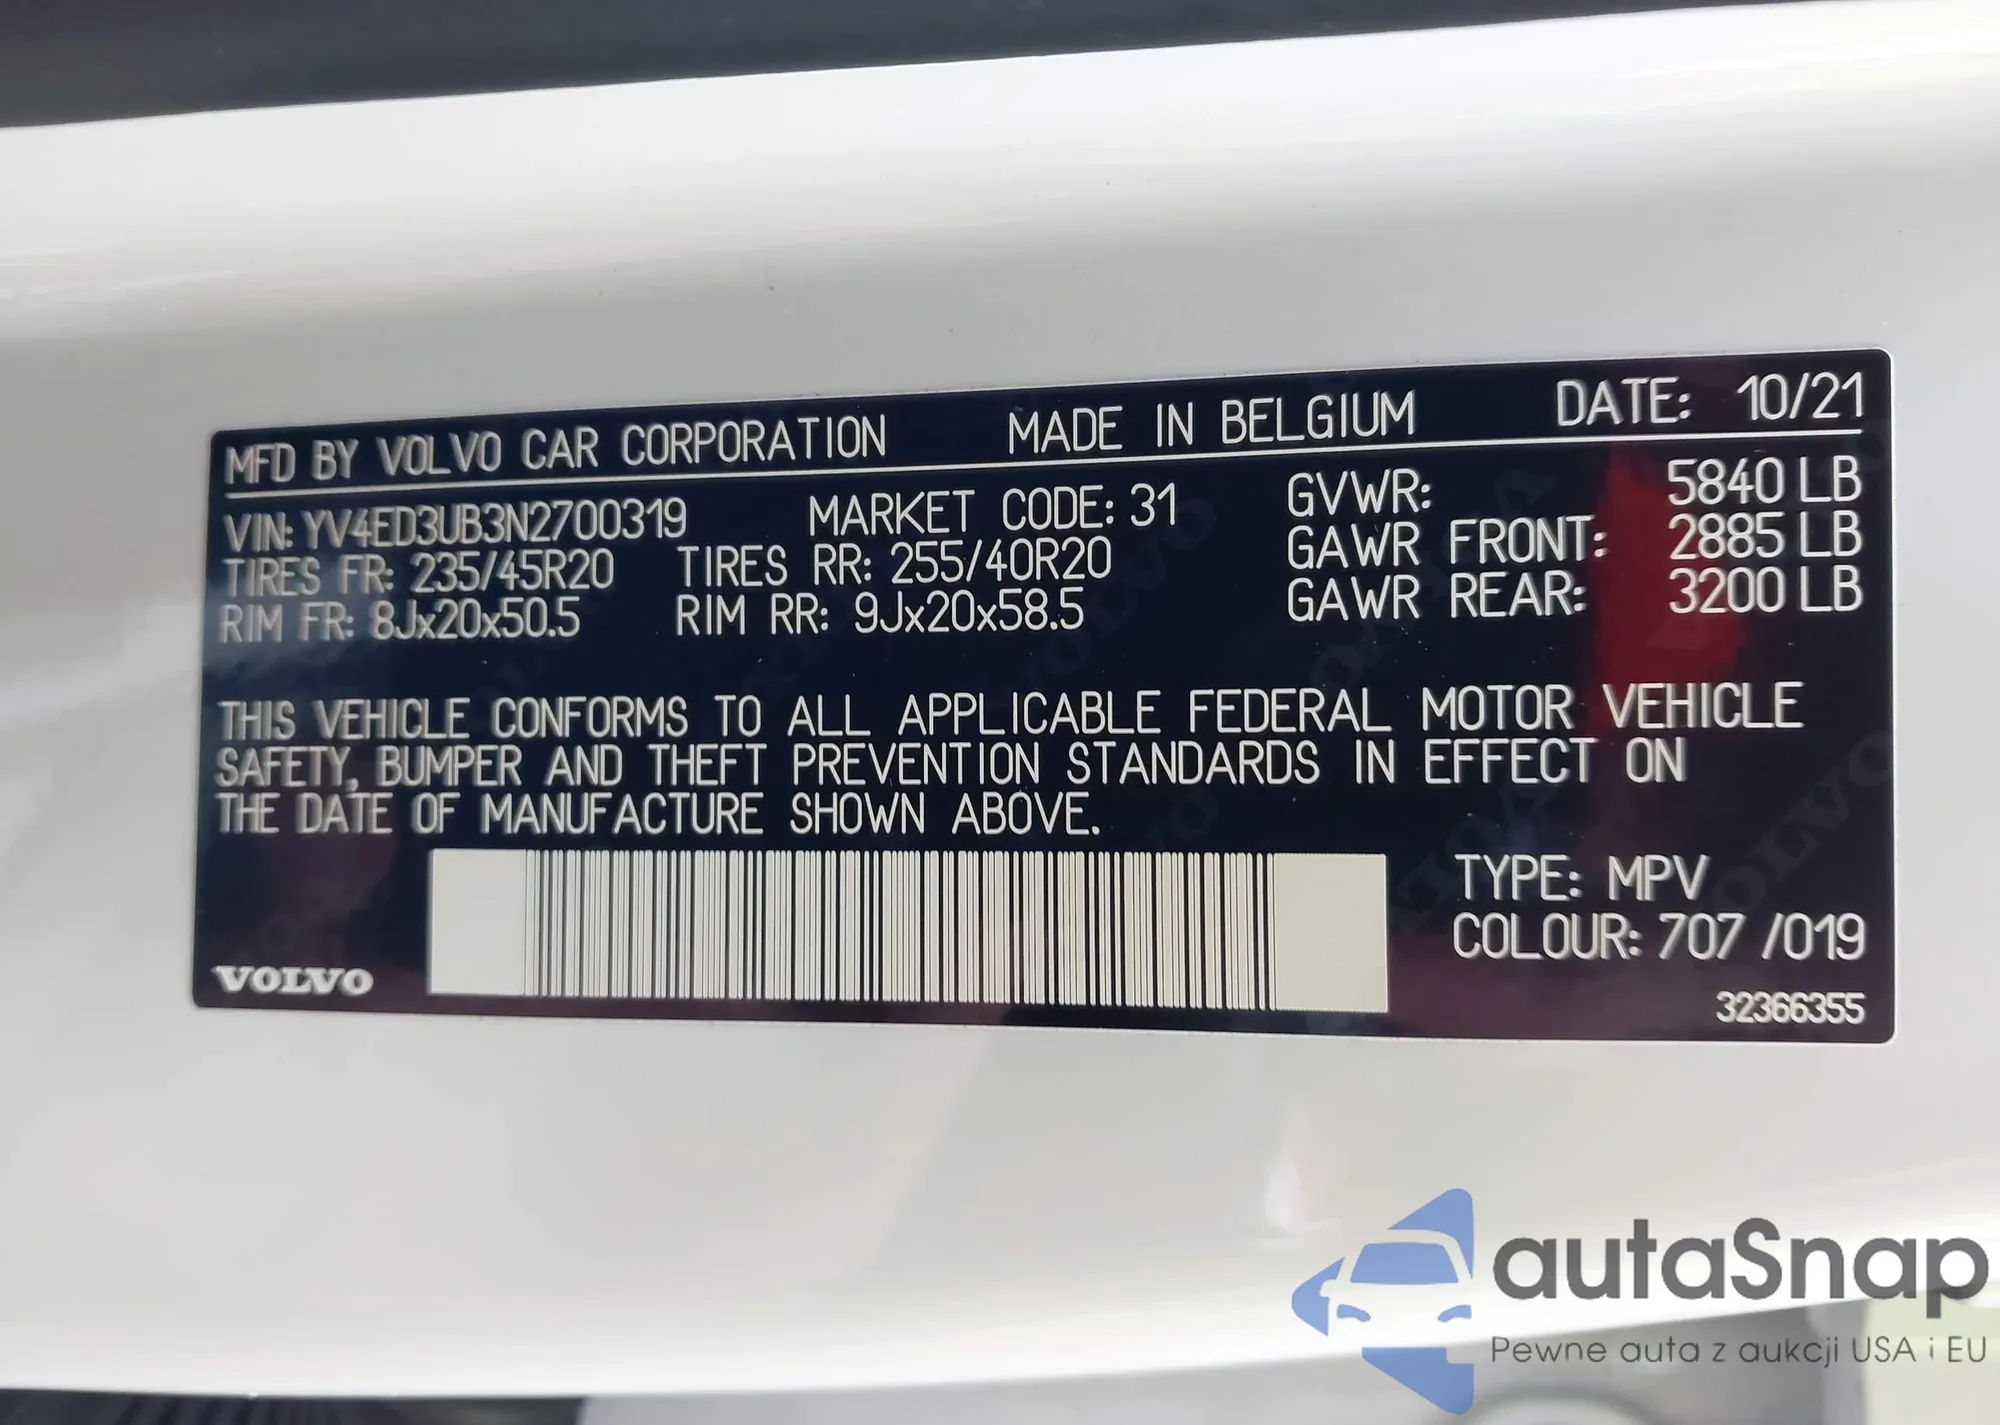 MFD BY VOLVO CAR CORPORATION MADE IN BELGIUM DATE: 10/21
VIN: YV4ED3UB3N2700319 MARKET CODE: 31 GVWR: 5840 LB
TIRES FR: 235/45R20 TIRES RR: 255/40R20 GAWR FRONT: 2885 LB
RIM FR: 8Jx20x50.5 RIM RR: 9Jx20x58.5 GAWR REAR: 3200 LB
THIS VEHICLE CONFORMS TO ALL APPLICABLE FEDERAL MOTOR VEHICLE
SAFETY, BUMPER AND THEFT PREVENTION STANDARDS IN EFFECT ON
THE DATE OF MANUFACTURE SHOWN ABOVE.
TYPE: MPV
COLOUR: 707 /019
VOLVO
32366355
autaSnap
Pewne auta z aukcji USA i EU